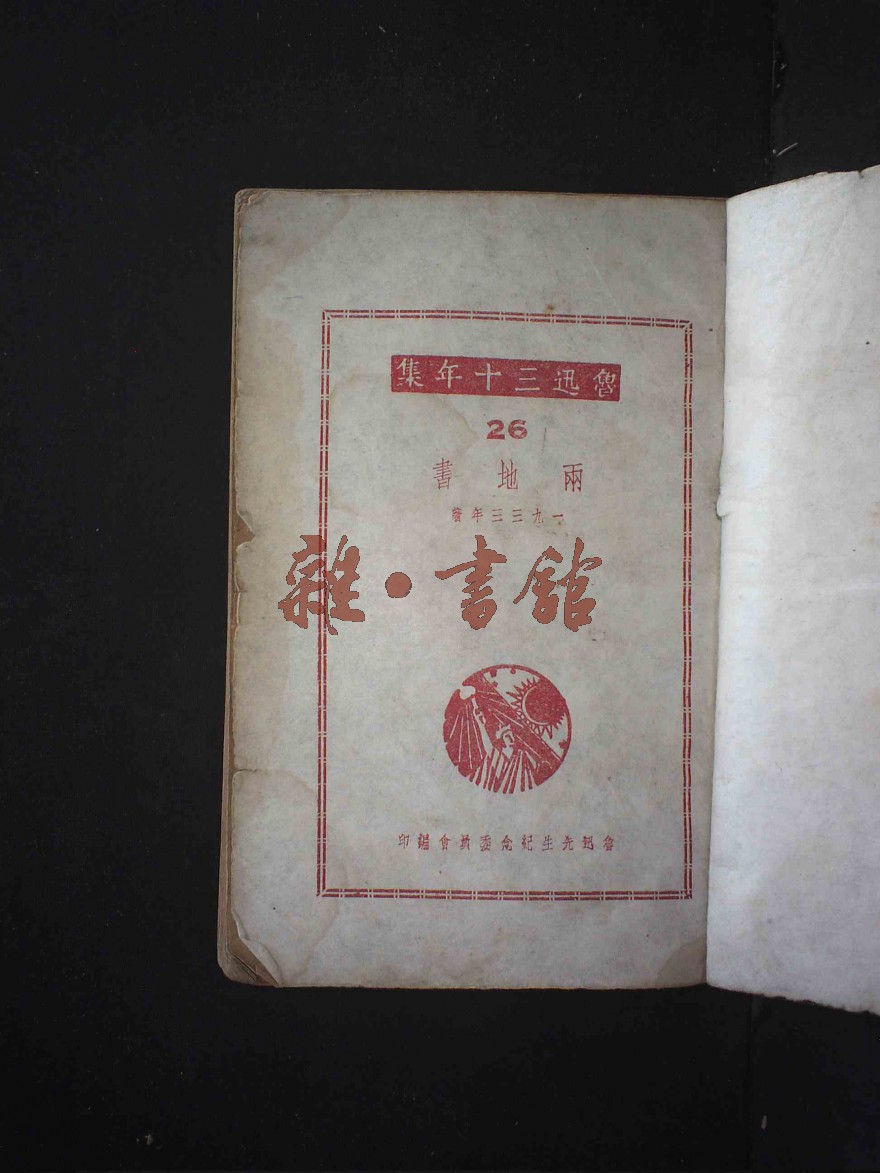 魯迅三十年集
26
兩地書
一九三三年發
雜·書館
魯迅先生紀念委員會編印